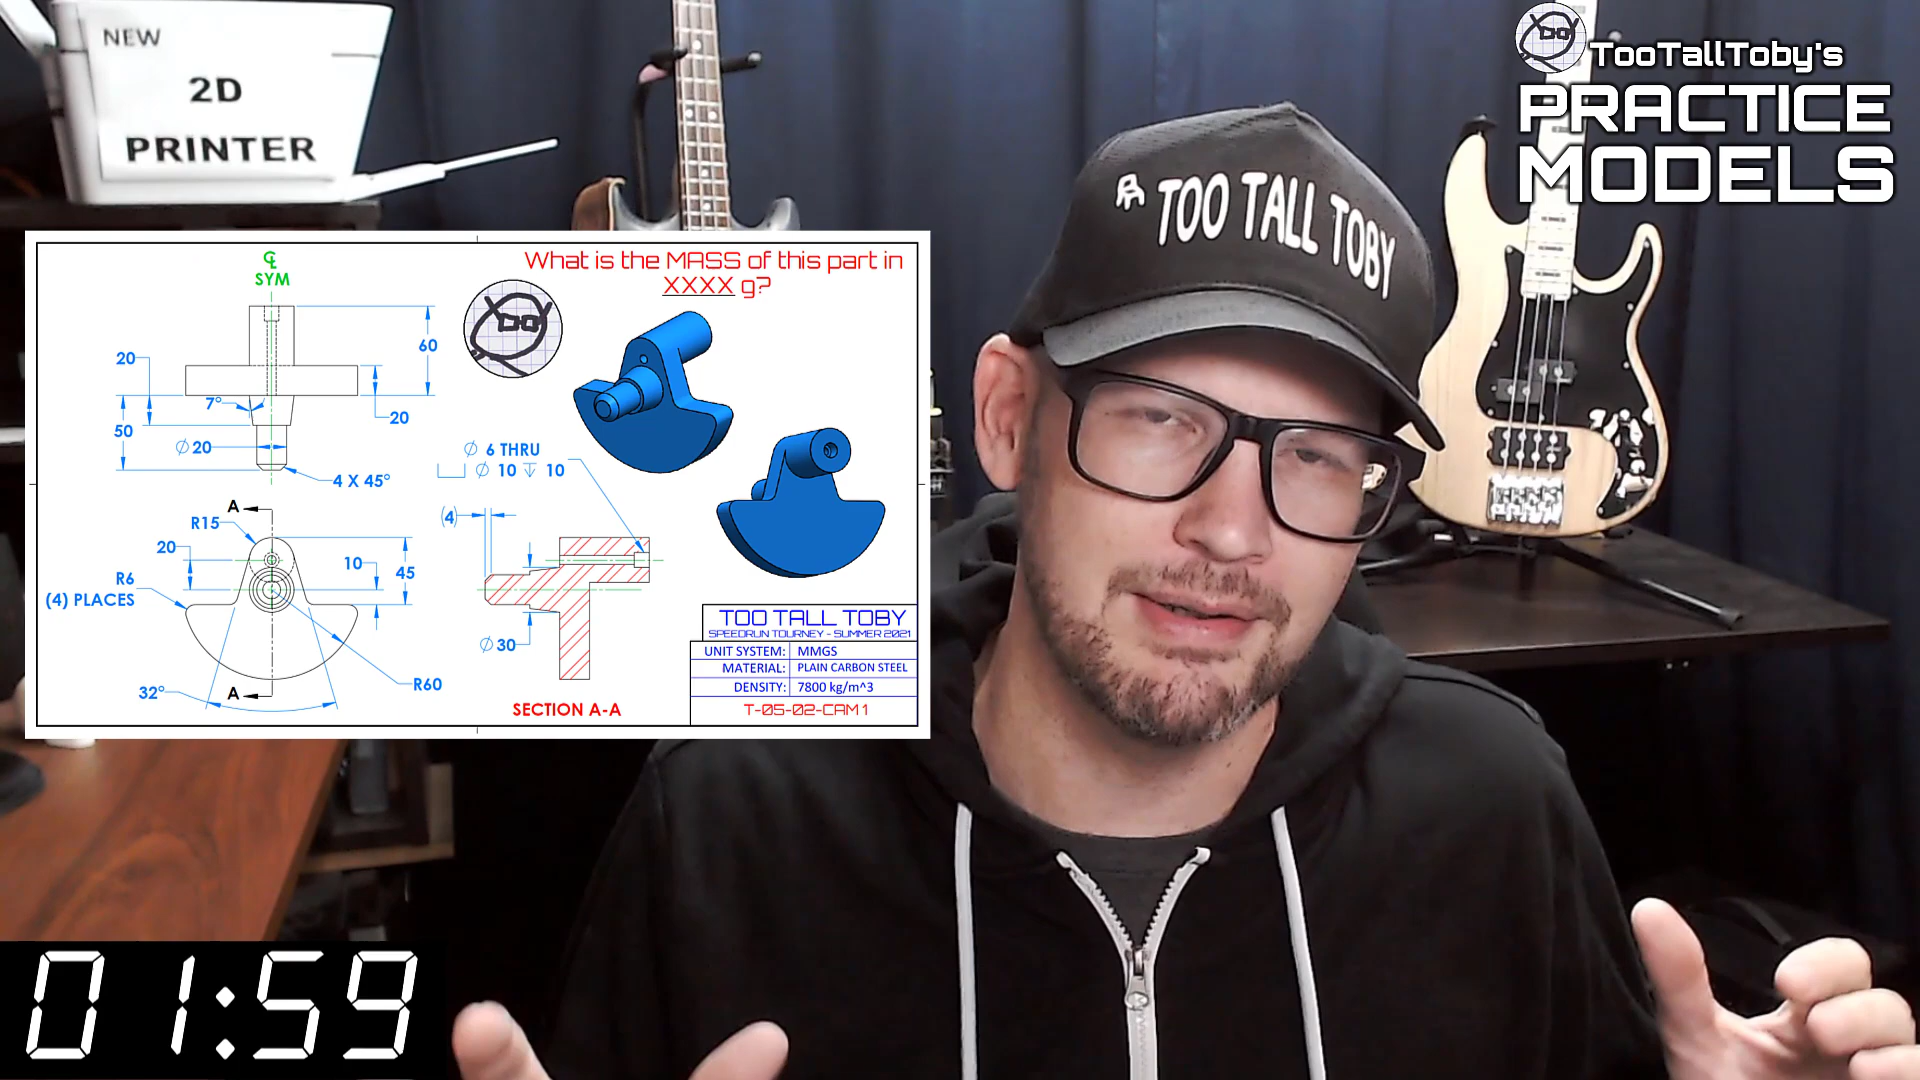 NEW
2D
PRINTER
TooTallToby's
PRACTICE
MODELS
TOO TALL TOBY
What is the MASS of this part in
XXXX g?
℄
SYM
60
20
20
7°
50
∅ 20
4 X 45°
∅ 6 THRU
⌴ ∅ 10 ↧ 10
A
R15
20
10
45
R6
(4) PLACES
32°
A
R60
(4)
∅ 30
SECTION A-A
TOO TALL TOBY
SPEEDRUN TOURNEY - SUMMER 2021
UNIT SYSTEM: MMGS
MATERIAL: PLAIN CARBON STEEL
DENSITY: 7800 kg/m^3
T-05-02-CAM 1
01:59